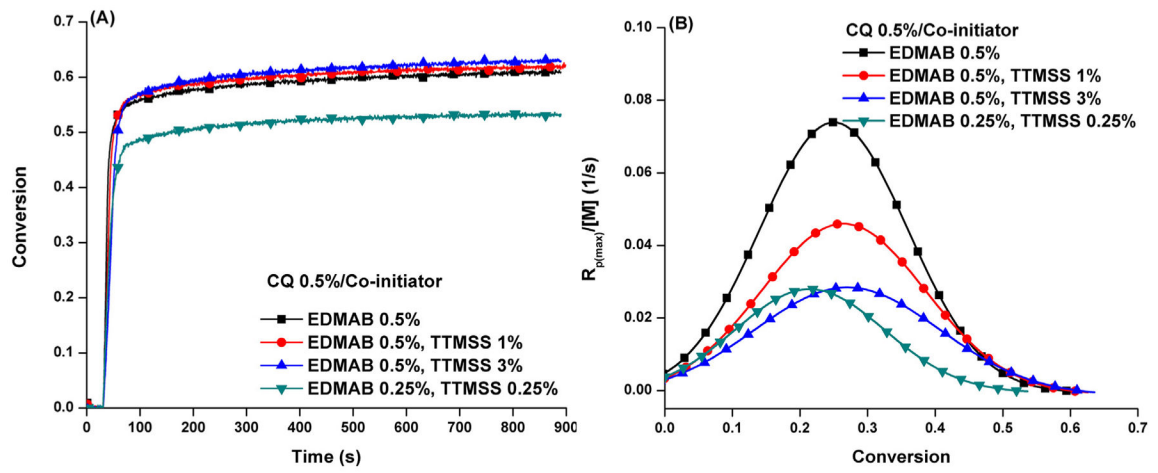 (A)
0.7
0.6
0.5
0.4
0.3
0.2
0.1
0.0
Conversion
0 100 200 300 400 500 600 700 800 900
Time (s)
CQ 0.5%/Co-initiator
EDMAB 0.5%
EDMAB 0.5%, TTMSS 1%
EDMAB 0.5%, TTMSS 3%
EDMAB 0.25%, TTMSS 0.25%
(B)
0.10
0.08
0.06
0.04
0.02
0.00
Rp(max)/[M] (1/s)
0.0 0.1 0.2 0.3 0.4 0.5 0.6 0.7
Conversion
CQ 0.5%/Co-initiator
EDMAB 0.5%
EDMAB 0.5%, TTMSS 1%
EDMAB 0.5%, TTMSS 3%
EDMAB 0.25%, TTMSS 0.25%